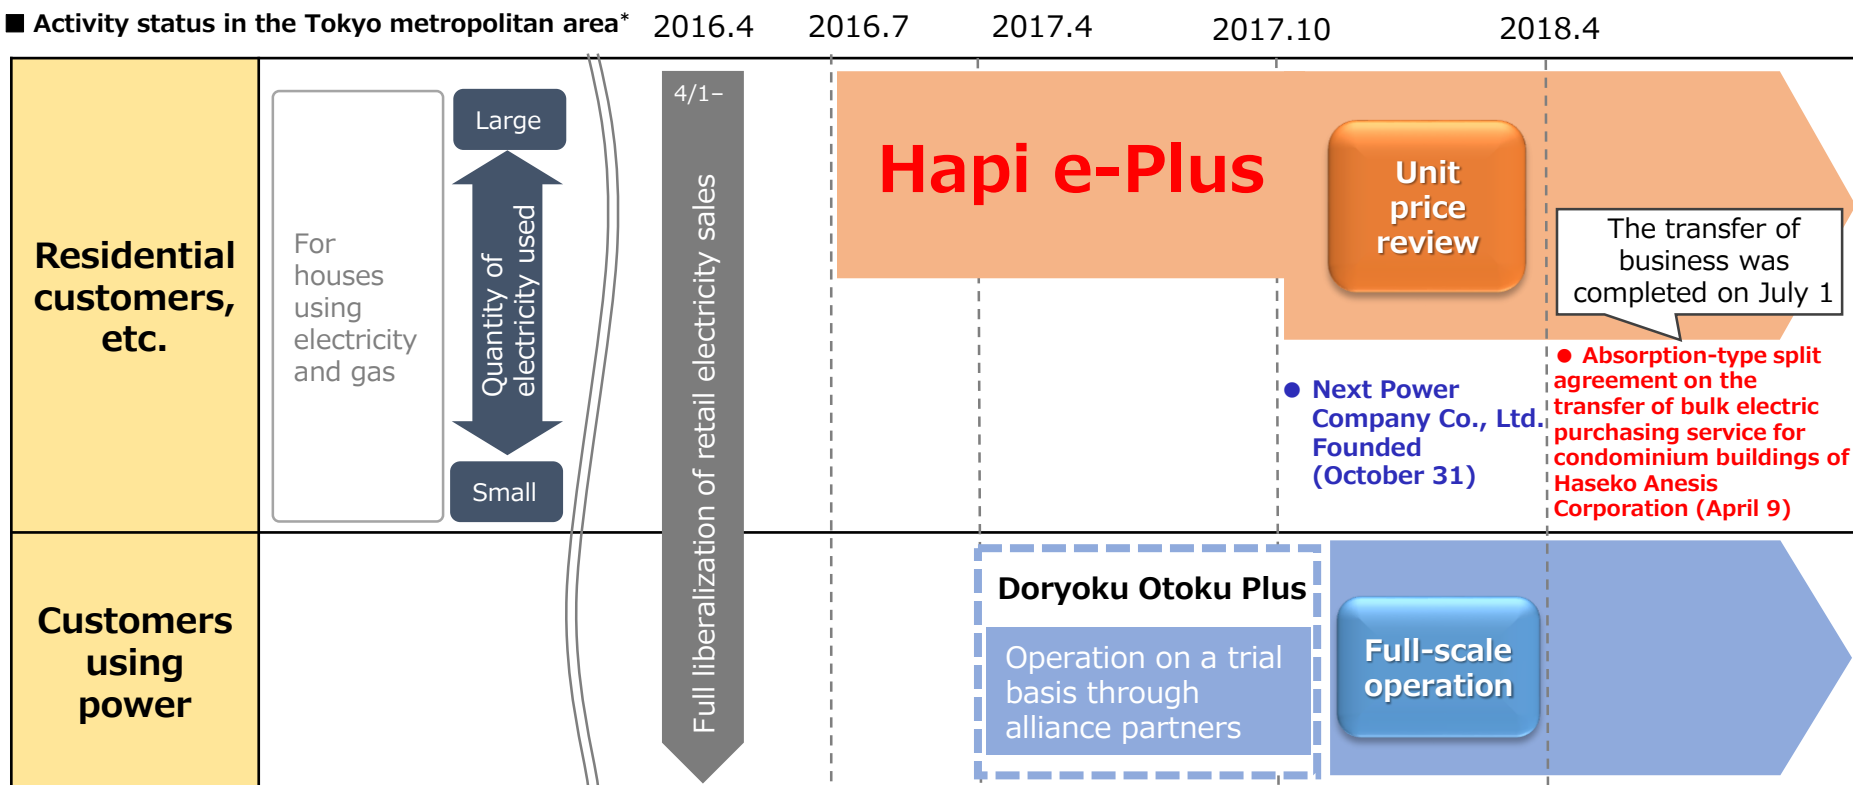 ■ Activity status in the Tokyo metropolitan area*
2016.4
2016.7
2017.4
2017.10
2018.4
Residential
customers,
etc.
For
houses
using
electricity
and gas
Large
Quantity of
electricity used
Small
4/1–
Full liberalization of retail electricity sales
Hapi e-Plus
Unit
price
review
The transfer of
business was
completed on July 1
● Next Power
Company Co., Ltd.
Founded
(October 31)
● Absorption-type split
agreement on the
transfer of bulk electric
purchasing service for
condominium buildings of
Haseko Anesis
Corporation (April 9)
Customers
using
power
Doryoku Otoku Plus
Operation on a trial
basis through
alliance partners
Full-scale
operation